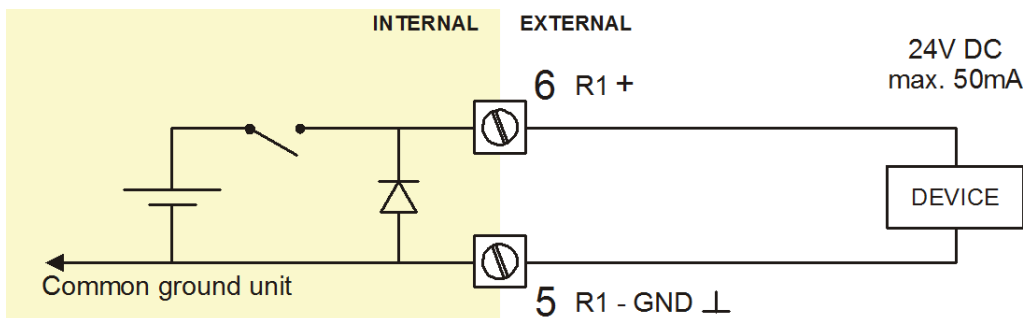 INTERNAL EXTERNAL
24V DC
max. 50mA
6 R1 +
DEVICE
Common ground unit
5 R1 - GND ⊥